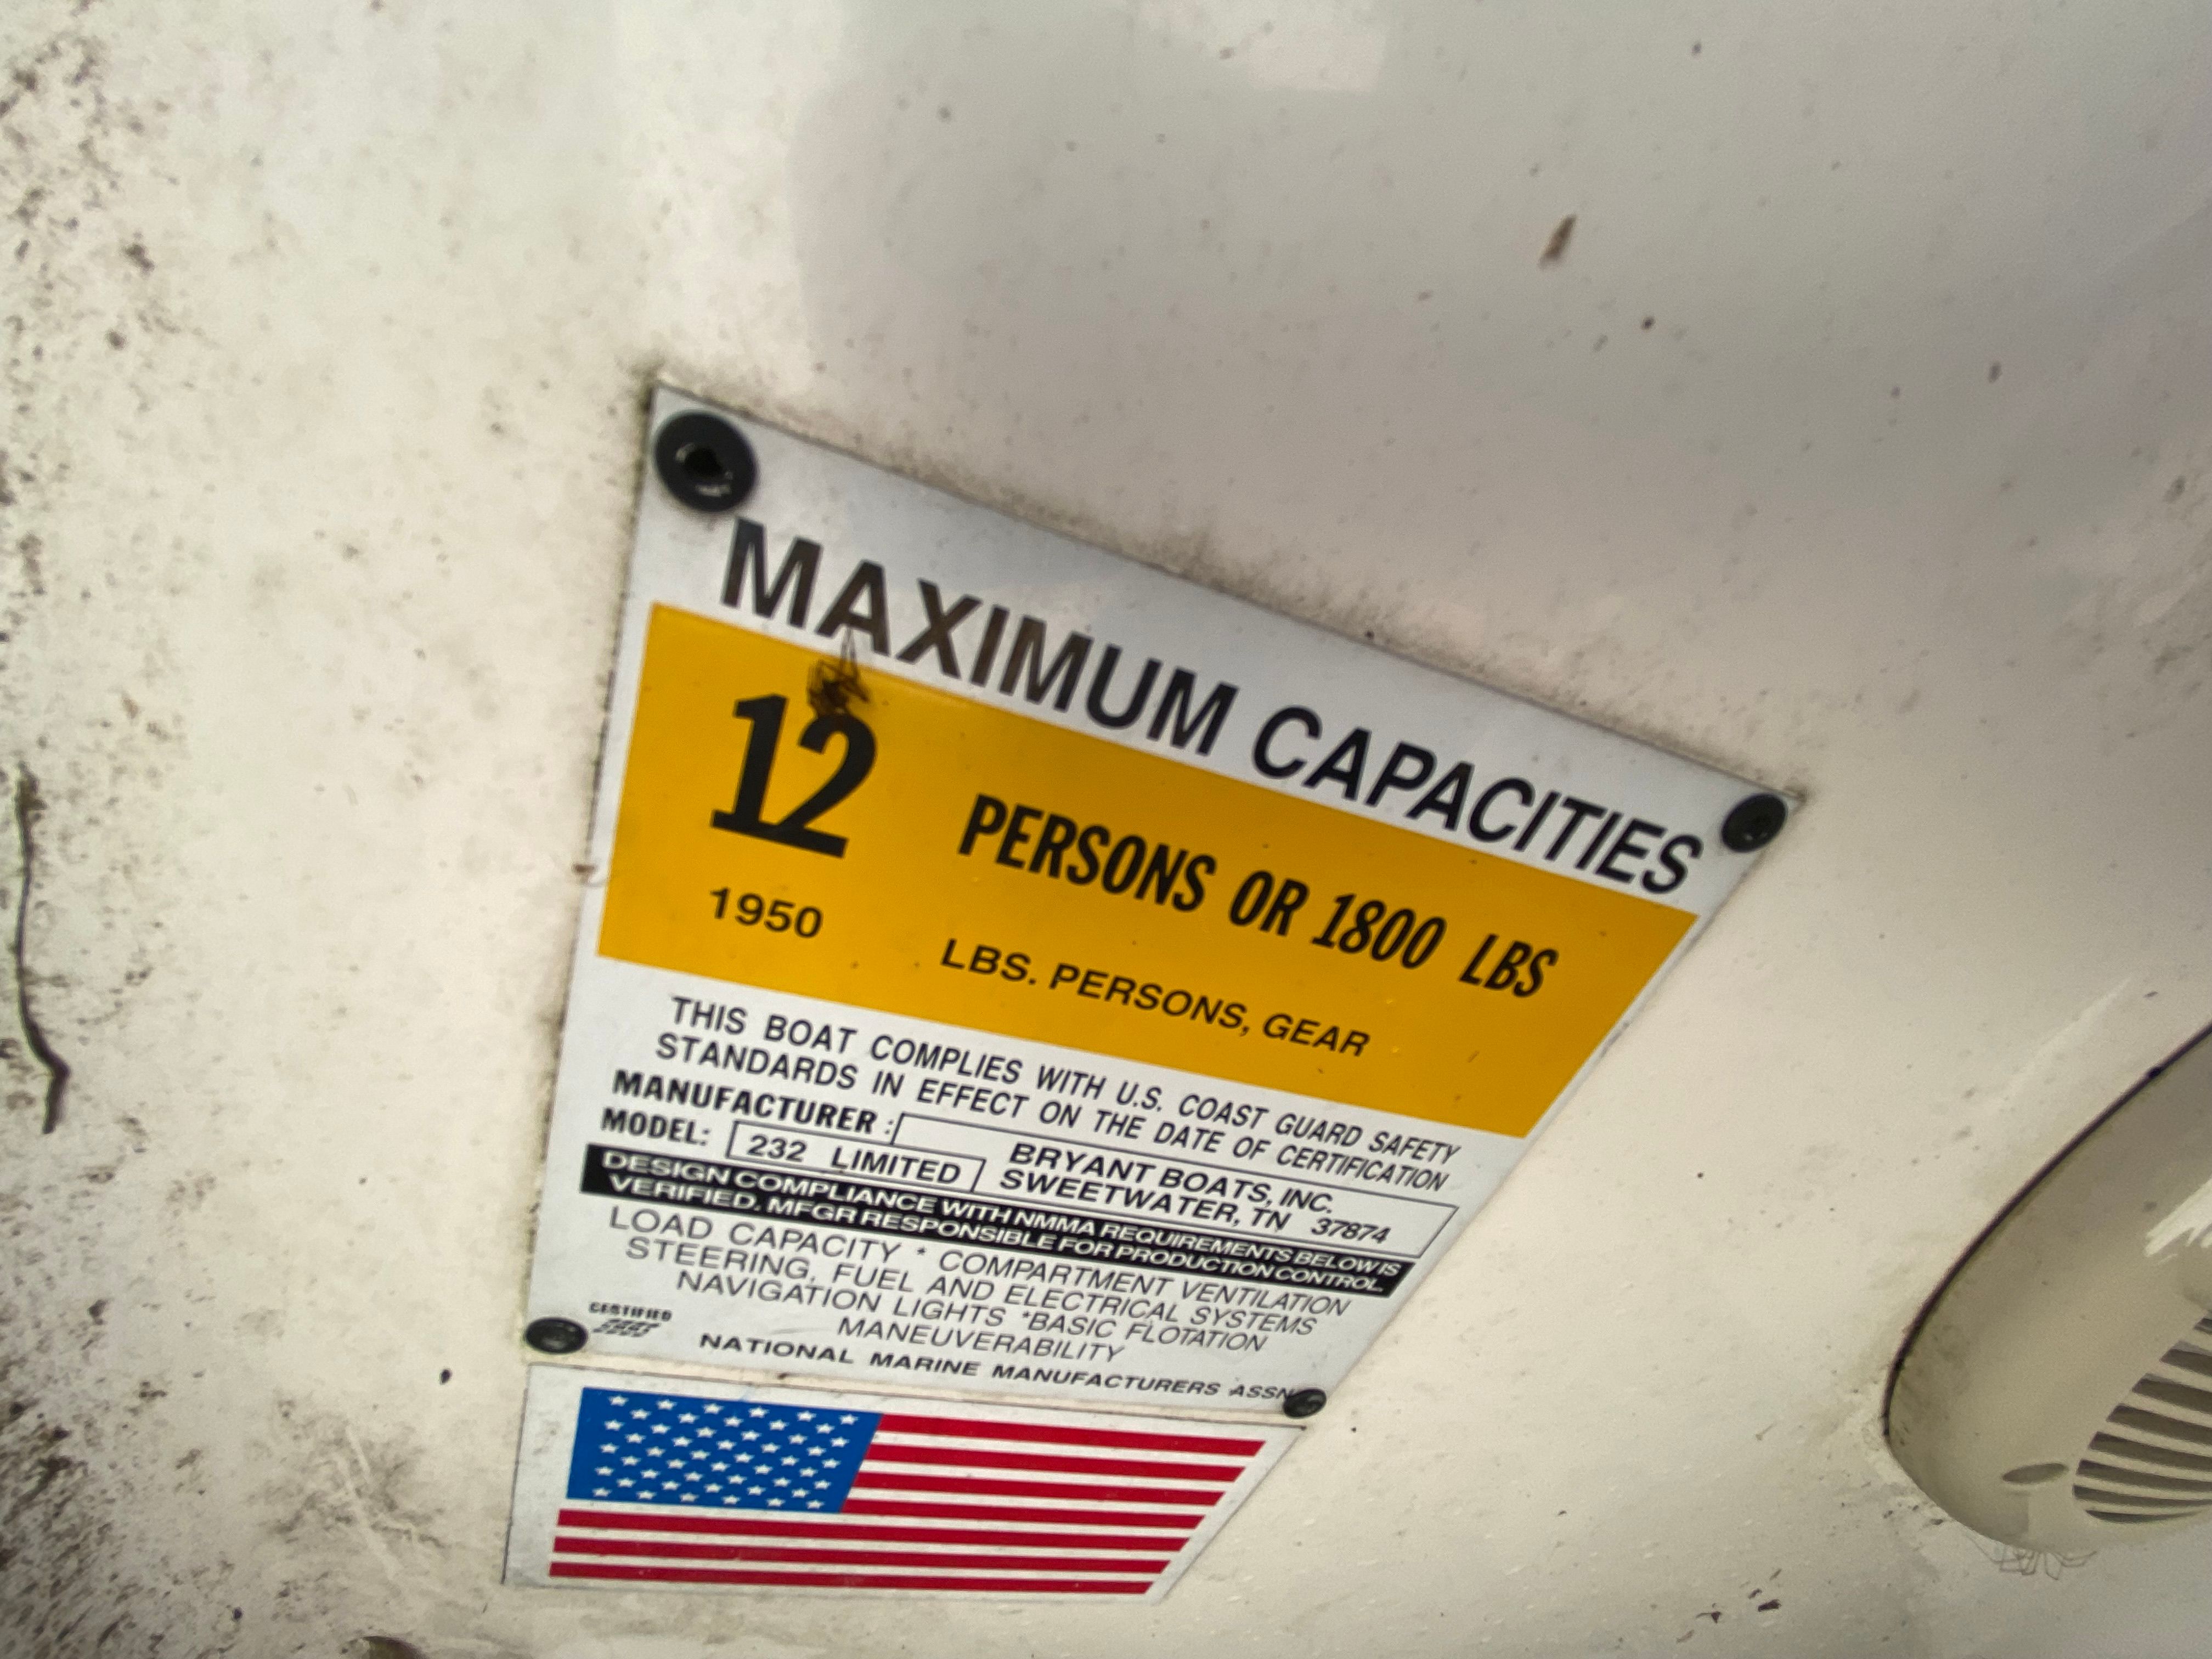 MAXIMUM CAPACITIES
12 PERSONS OR 1800 LBS
1950 LBS. PERSONS, GEAR
THIS BOAT COMPLIES WITH U.S. COAST GUARD SAFETY
STANDARDS IN EFFECT ON THE DATE OF CERTIFICATION
MANUFACTURER : BRYANT BOATS, INC.
MODEL: 232 LIMITED SWEETWATER, TN 37874
DESIGN COMPLIANCE WITH NMMA REQUIREMENTS BELOW IS
VERIFIED. MFGR RESPONSIBLE FOR PRODUCTION CONTROL.
LOAD CAPACITY * COMPARTMENT VENTILATION
STEERING, FUEL AND ELECTRICAL SYSTEMS
NAVIGATION LIGHTS *BASIC FLOTATION
MANEUVERABILITY
CERTIFIED
NATIONAL MARINE MANUFACTURERS ASSN